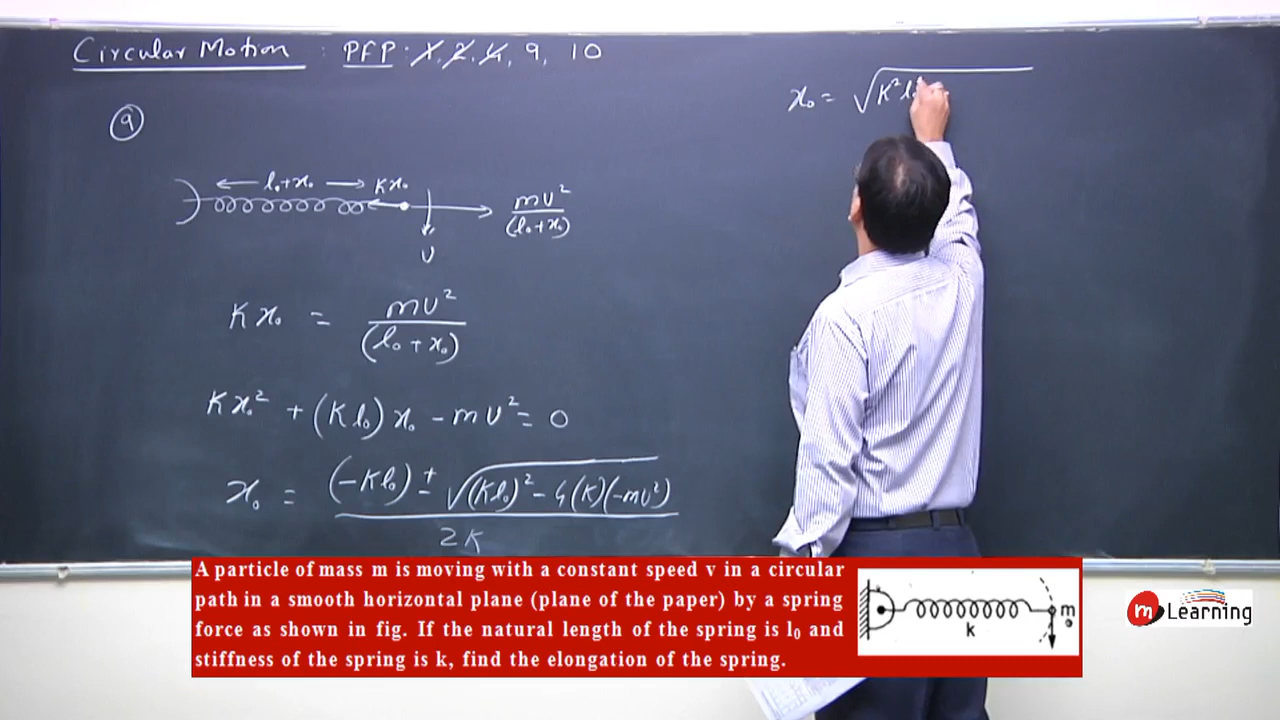 Circular Motion : PFP : 1, 2, 4, 9, 10
9
l₀+x₀ Kx₀
mv²/(l₀+x₀)
v
Kx₀ = mv²/(l₀ + x₀)
Kx₀² + (Kl₀) x₀ - mv² = 0
x₀ = (-Kl₀) ± √(Kl₀)² - 4(K)(-mv²) / 2K
x₀ = √K²l₀
A particle of mass m is moving with a constant speed v in a circular
path in a smooth horizontal plane (plane of the paper) by a spring
force as shown in fig. If the natural length of the spring is l₀ and
stiffness of the spring is k, find the elongation of the spring.
k
m
m Learning